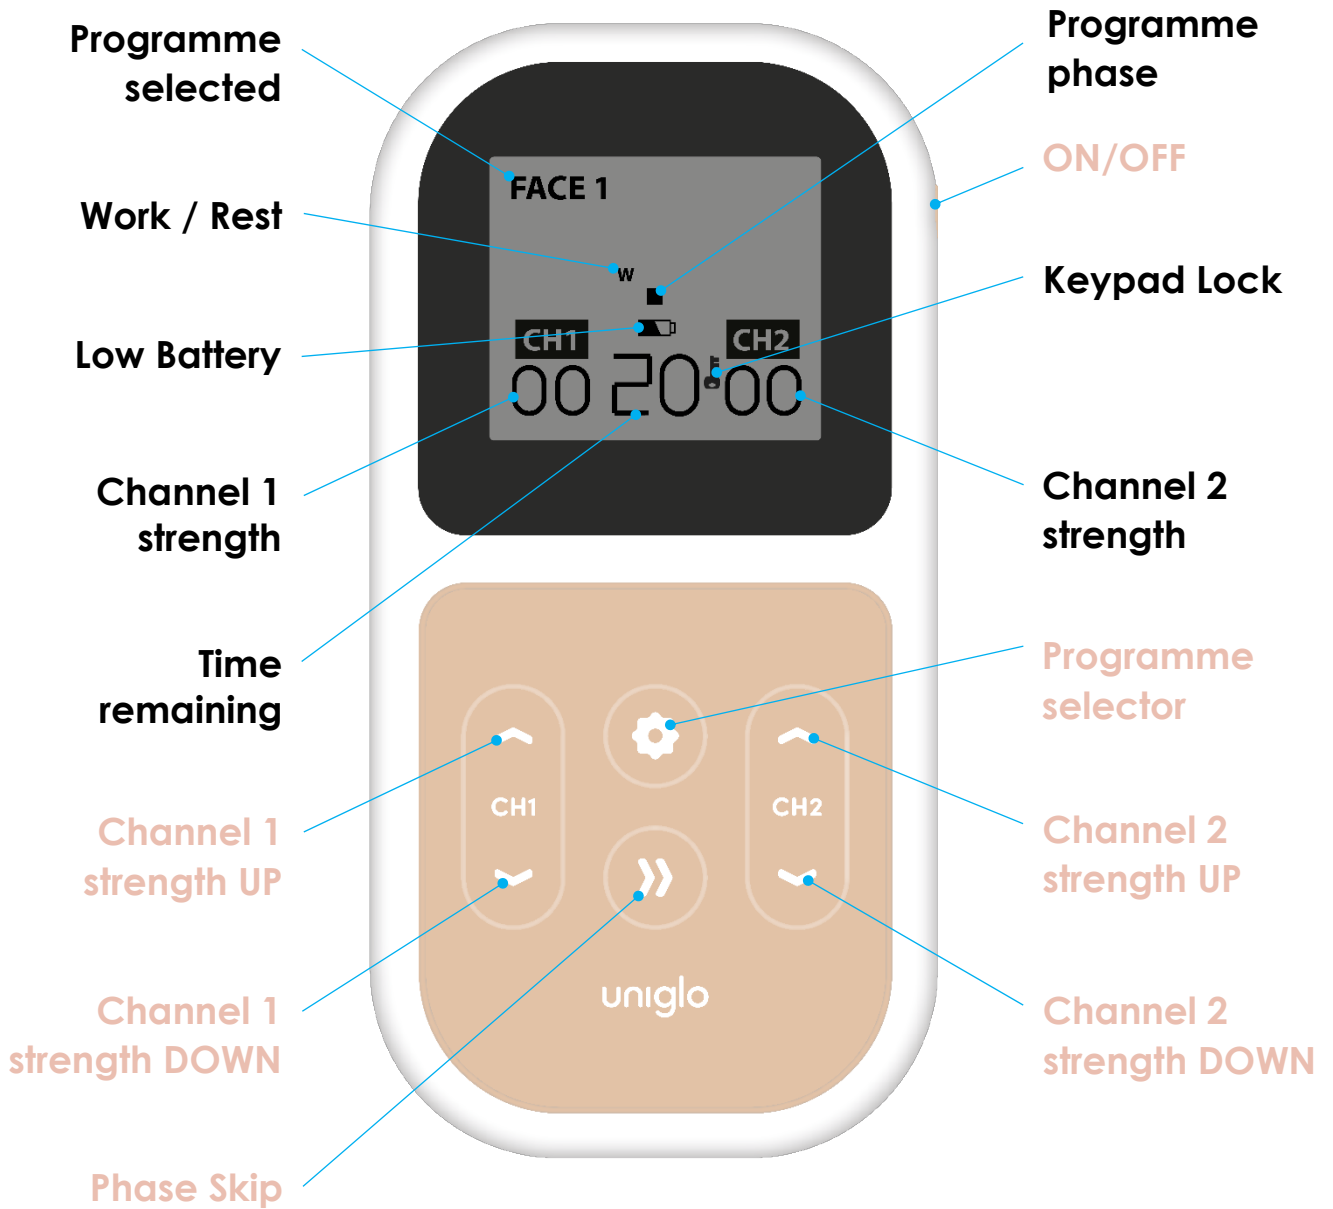 Programme
selected
Work / Rest
Low Battery
Channel 1
strength
Time
remaining
Channel 1
strength UP
Channel 1
strength DOWN
Phase Skip
FACE 1
W
CH1
CH2
00
20
00
CH1
CH2
uniglo
Programme
phase
ON/OFF
Keypad Lock
Channel 2
strength
Programme
selector
Channel 2
strength UP
Channel 2
strength DOWN